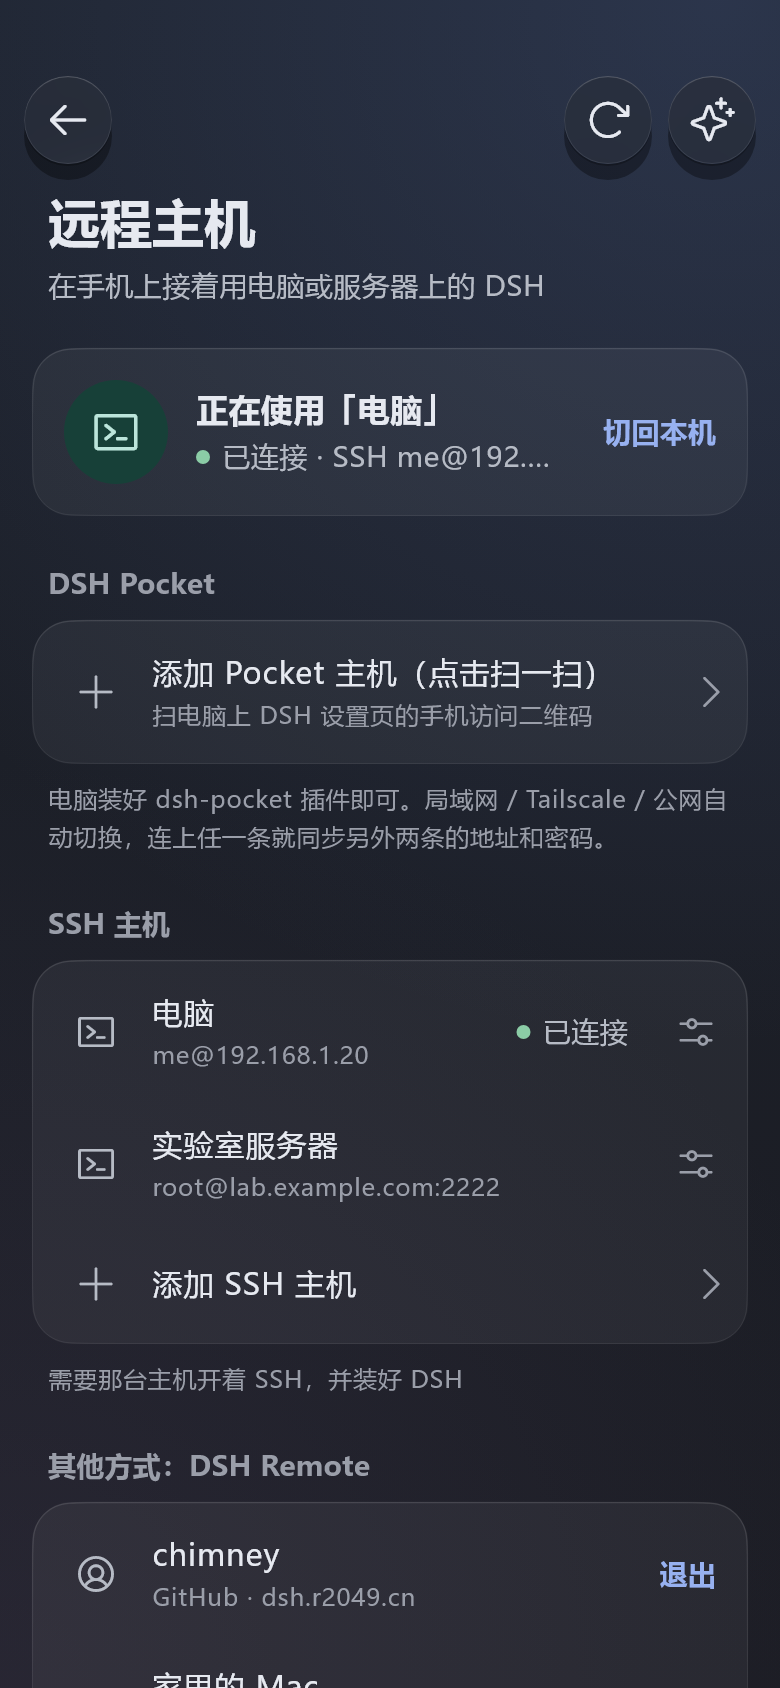 远程主机
在手机上接着用电脑或服务器上的 DSH
正在使用「电脑」
已连接 · SSH me@192....
切回本机
DSH Pocket
添加 Pocket 主机（点击扫一扫）
扫电脑上 DSH 设置页的手机访问二维码
电脑装好 dsh-pocket 插件即可。局域网 / Tailscale / 公网自
动切换，连上任一条就同步另外两条的地址和密码。
SSH 主机
电脑
me@192.168.1.20
已连接
实验室服务器
root@lab.example.com:2222
添加 SSH 主机
需要那台主机开着 SSH，并装好 DSH
其他方式：DSH Remote
chimney
GitHub · dsh.r2049.cn
退出
家里的 Mac